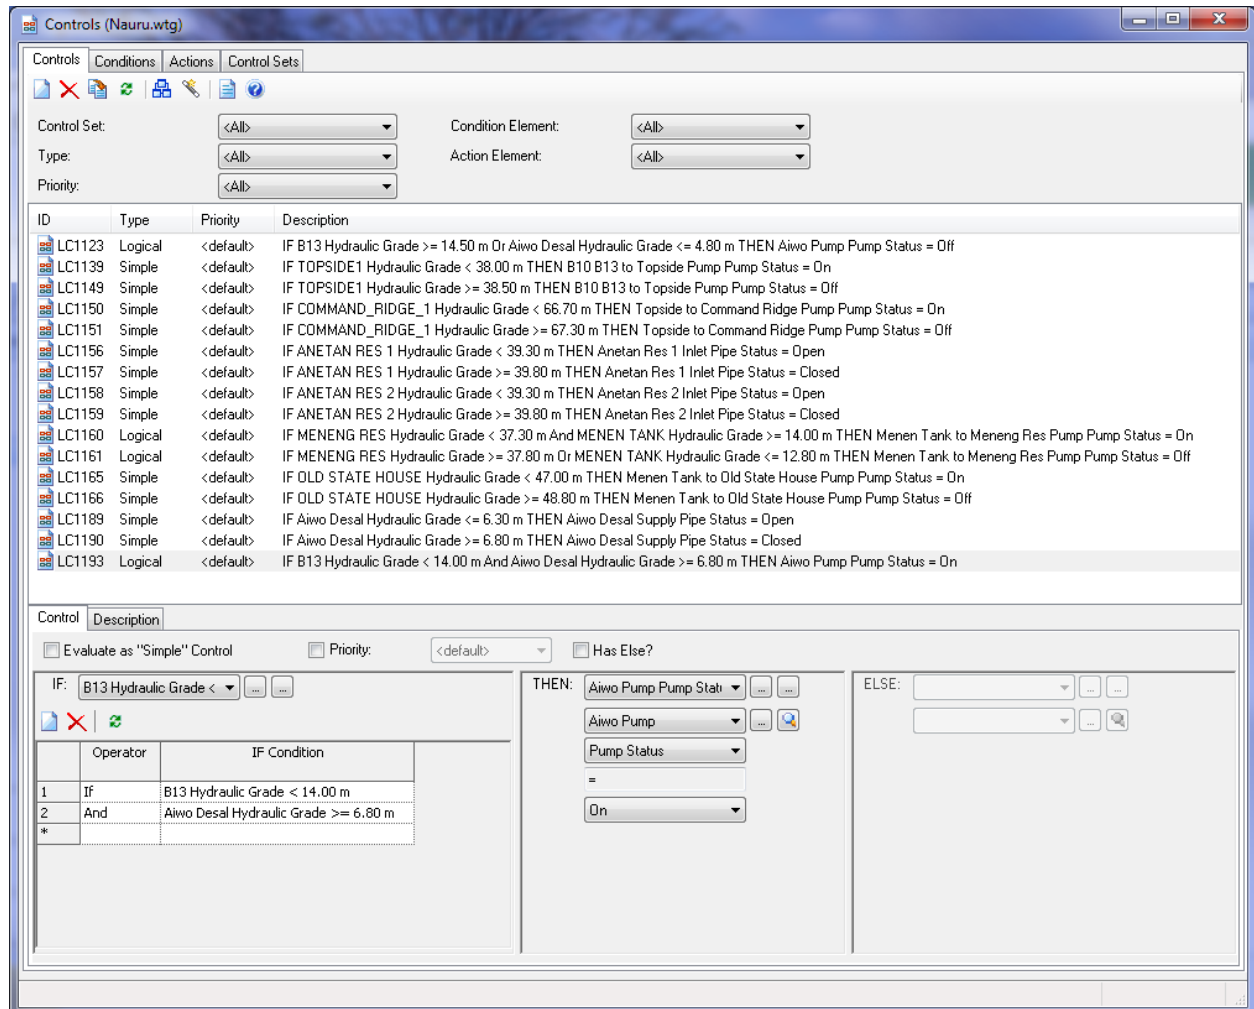 Controls (Nauru.wtg)
Controls Conditions Actions Control Sets
Control Set: <All> Condition Element: <All>
Type: <All> Action Element: <All>
Priority: <All>
ID Type Priority Description
LC1123 Logical <default> IF B13 Hydraulic Grade >= 14.50 m Or Aiwo Desal Hydraulic Grade <= 4.80 m THEN Aiwo Pump Pump Status = Off
LC1139 Simple <default> IF TOPSIDE1 Hydraulic Grade < 38.00 m THEN B10 B13 to Topside Pump Pump Status = On
LC1149 Simple <default> IF TOPSIDE1 Hydraulic Grade >= 38.50 m THEN B10 B13 to Topside Pump Pump Status = Off
LC1150 Simple <default> IF COMMAND_RIDGE_1 Hydraulic Grade < 66.70 m THEN Topside to Command Ridge Pump Pump Status = On
LC1151 Simple <default> IF COMMAND_RIDGE_1 Hydraulic Grade >= 67.30 m THEN Topside to Command Ridge Pump Pump Status = Off
LC1156 Simple <default> IF ANETAN RES 1 Hydraulic Grade < 39.30 m THEN Anetan Res 1 Inlet Pipe Status = Open
LC1157 Simple <default> IF ANETAN RES 1 Hydraulic Grade >= 39.80 m THEN Anetan Res 1 Inlet Pipe Status = Closed
LC1158 Simple <default> IF ANETAN RES 2 Hydraulic Grade < 39.30 m THEN Anetan Res 2 Inlet Pipe Status = Open
LC1159 Simple <default> IF ANETAN RES 2 Hydraulic Grade >= 39.80 m THEN Anetan Res 2 Inlet Pipe Status = Closed
LC1160 Logical <default> IF MENENG RES Hydraulic Grade < 37.30 m And MENEN TANK Hydraulic Grade >= 14.00 m THEN Menen Tank to Meneng Res Pump Pump Status = On
LC1161 Logical <default> IF MENENG RES Hydraulic Grade >= 37.80 m Or MENEN TANK Hydraulic Grade <= 12.80 m THEN Menen Tank to Meneng Res Pump Pump Status = Off
LC1165 Simple <default> IF OLD STATE HOUSE Hydraulic Grade < 47.00 m THEN Menen Tank to Old State House Pump Pump Status = On
LC1166 Simple <default> IF OLD STATE HOUSE Hydraulic Grade >= 48.80 m THEN Menen Tank to Old State House Pump Pump Status = Off
LC1189 Simple <default> IF Aiwo Desal Hydraulic Grade <= 6.30 m THEN Aiwo Desal Supply Pipe Status = Open
LC1190 Simple <default> IF Aiwo Desal Hydraulic Grade >= 6.80 m THEN Aiwo Desal Supply Pipe Status = Closed
LC1193 Logical <default> IF B13 Hydraulic Grade < 14.00 m And Aiwo Desal Hydraulic Grade >= 6.80 m THEN Aiwo Pump Pump Status = On
Control Description
Evaluate as "Simple" Control Priority: <default> Has Else?
IF: B13 Hydraulic Grade < ... ... THEN: Aiwo Pump Pump Stat ... ... ELSE: ... ...
Aiwo Pump ... ...
Operator IF Condition Pump Status
=
1 If B13 Hydraulic Grade < 14.00 m
2 And Aiwo Desal Hydraulic Grade >= 6.80 m On
*